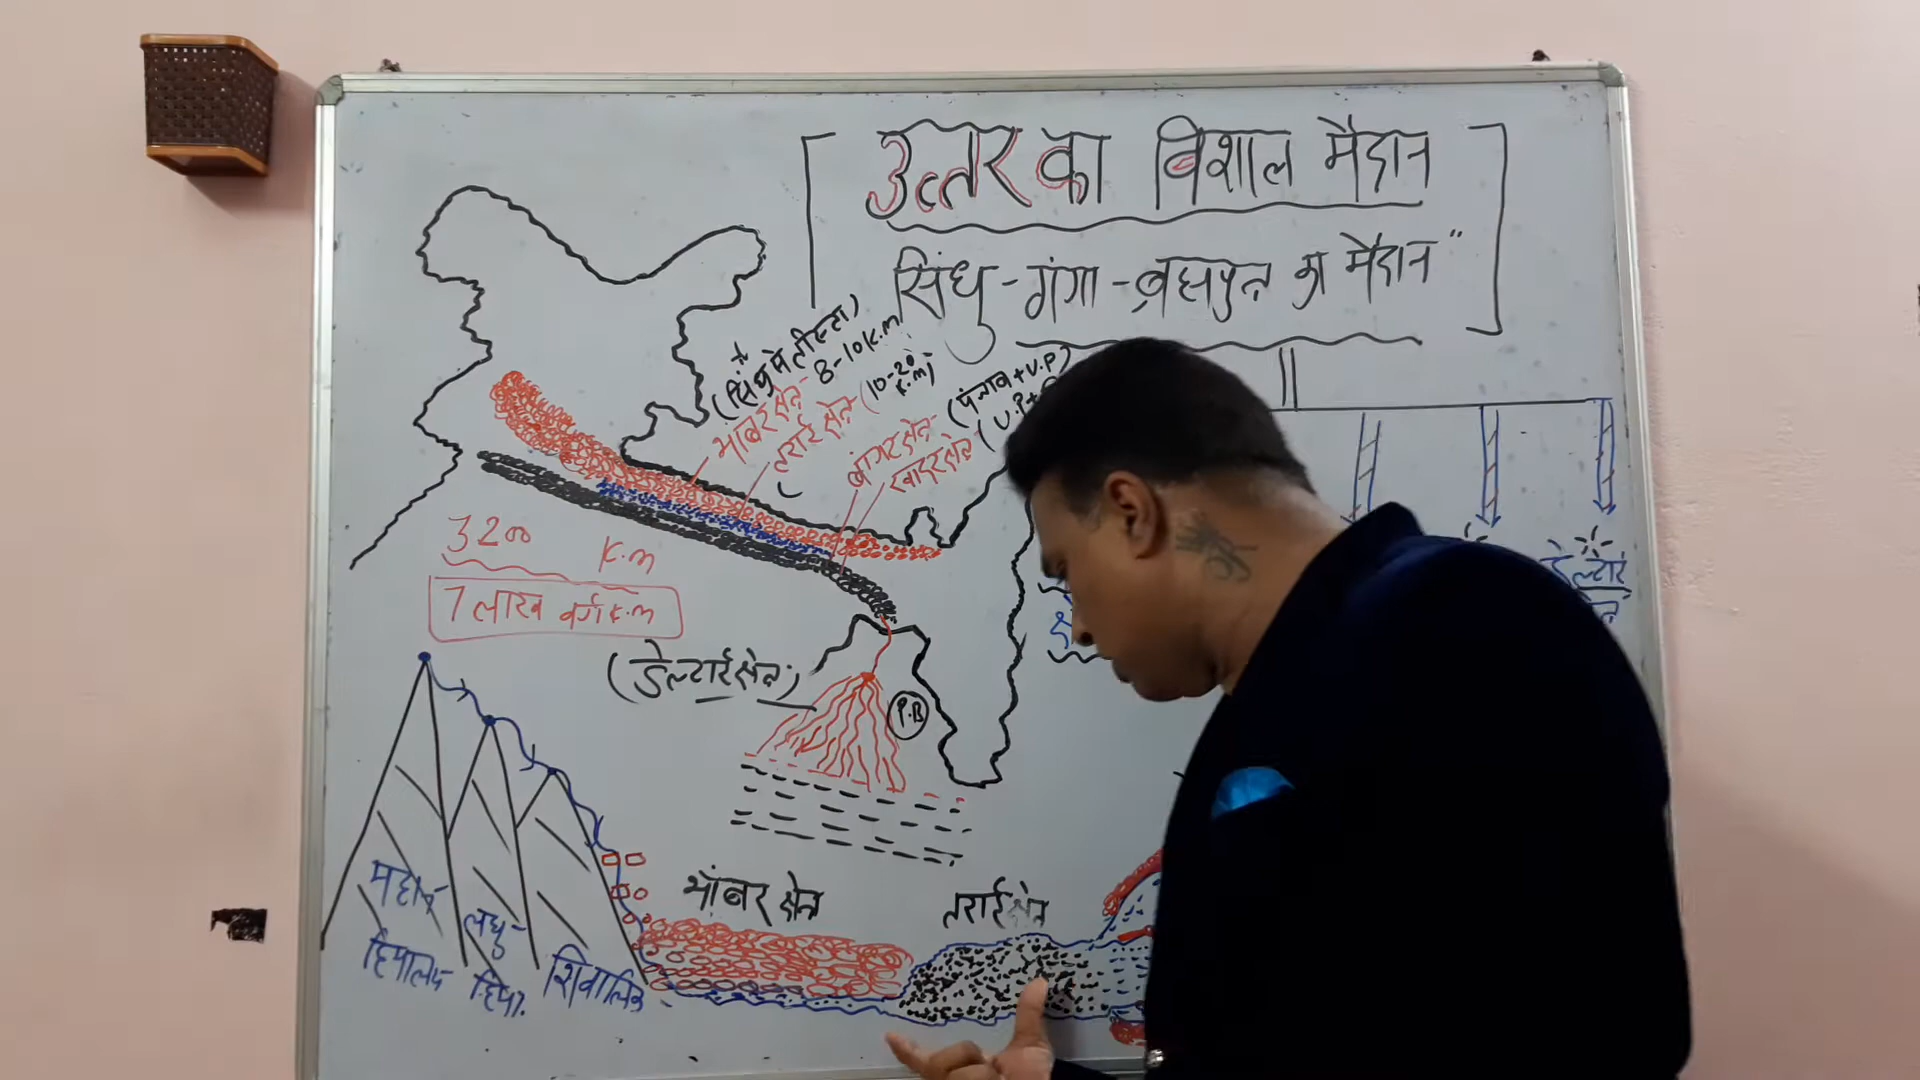 उत्तर का विशाल मैदान
सिंधु-गंगा-ब्रह्मपुत्र का मैदान"
(सिंधु से तीस्ता)
भाबर क्षेत्र- 8-10 K.m
तराई क्षेत्र- (10-20 K.m)
बांगर क्षेत्र- (पंजाब + U.P)
खादर क्षेत्र (U.P+
3200 K.m
7 लाख वर्ग K.m
(डेल्टाई क्षेत्र)
P.B
डेल्टाई
भॉबर क्षेत्र
तराई क्षेत्र
महान-
हिमालय
लघु-
हिमा.
शिवालिक